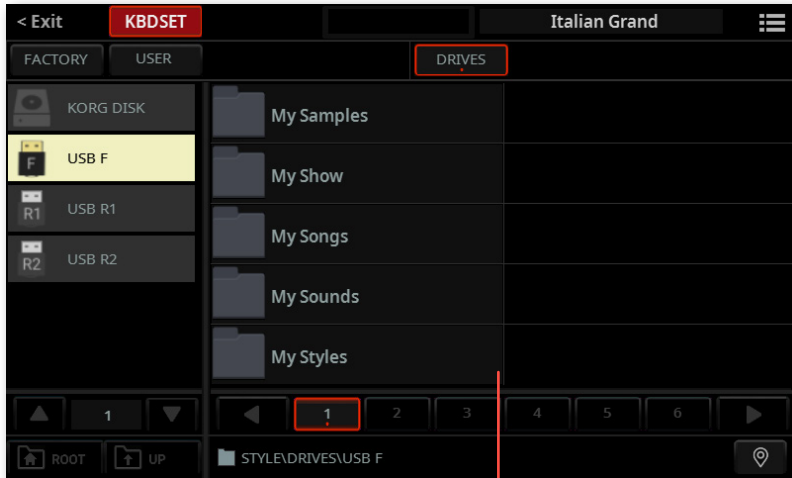 < Exit KBDSET Italian Grand
FACTORY USER DRIVES
KORG DISK
F USB F
R1 USB R1
R2 USB R2
My Samples
My Show
My Songs
My Sounds
My Styles
1 1 2 3 4 5 6
ROOT UP STYLE\DRIVES\USB F